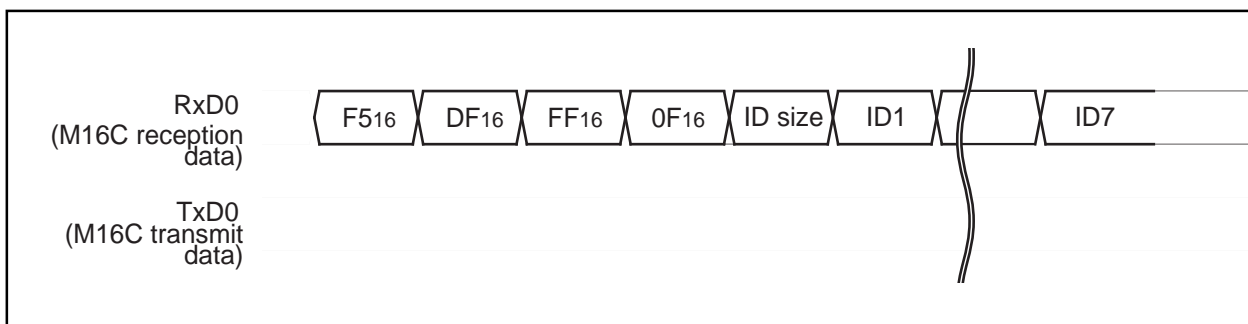 RxD0
(M16C reception
data)
F516 DF16 FF16 0F16 ID size ID1 ID7
TxD0
(M16C transmit
data)